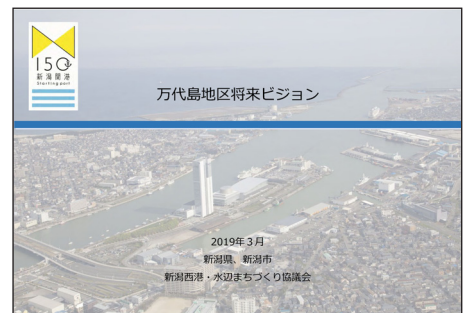 150
新潟開港
Starting port
万代島地区将来ビジョン
2019年3月
新潟県、新潟市
新潟西港・水辺まちづくり協議会